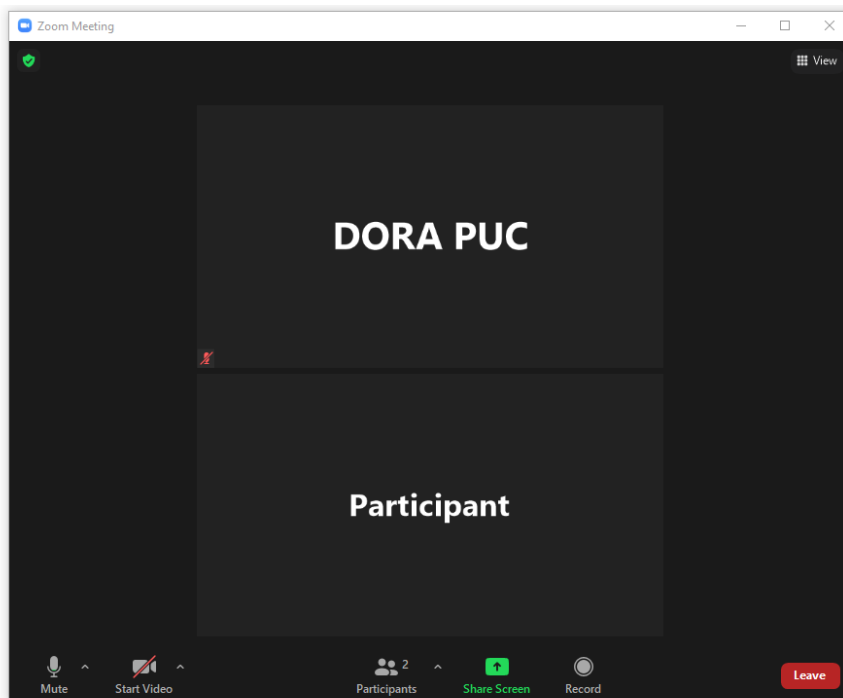 Zoom Meeting
View
DORA PUC
Participant
Mute
Start Video
2
Participants
Share Screen
Record
Leave